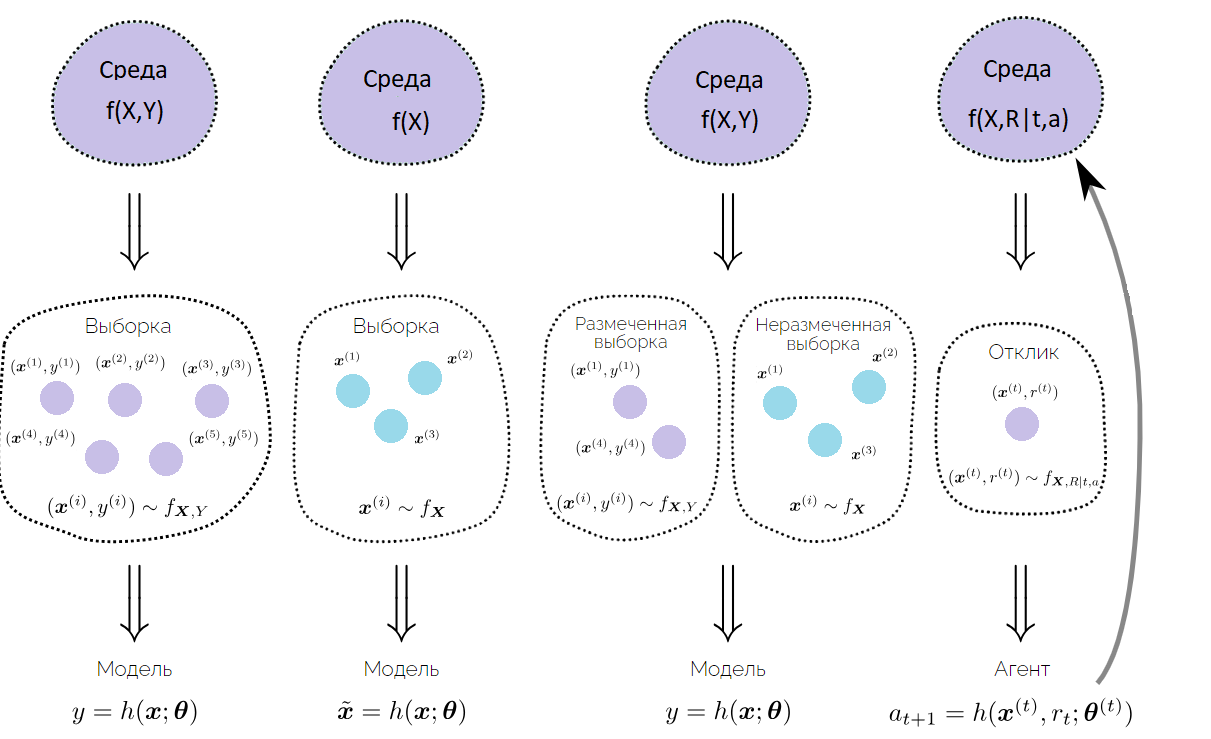 Среда
f(X,Y)
Выборка
(x^(1), y^(1))
(x^(2), y^(2))
(x^(3), y^(3))
(x^(4), y^(4))
(x^(5), y^(5))
(x^(i), y^(i)) ∼ f_X,Y
Модель
y = h(x; θ)
Среда
f(X)
Выборка
x^(1)
x^(2)
x^(3)
x^(i) ∼ f_X
Модель
x̃ = h(x; θ)
Среда
f(X,Y)
Размеченная
выборка
(x^(1), y^(1))
(x^(4), y^(4))
(x^(i), y^(i)) ∼ f_X,Y
Неразмеченная
выборка
x^(2)
x^(1)
x^(3)
x^(i) ∼ f_X
Модель
y = h(x; θ)
Среда
f(X,R|t,a)
Отклик
(x^(t), r^(t))
(x^(t), r^(t)) ∼ f_X,R|t,a
Агент
a_t+1 = h(x^(t), r_t; θ^(t))